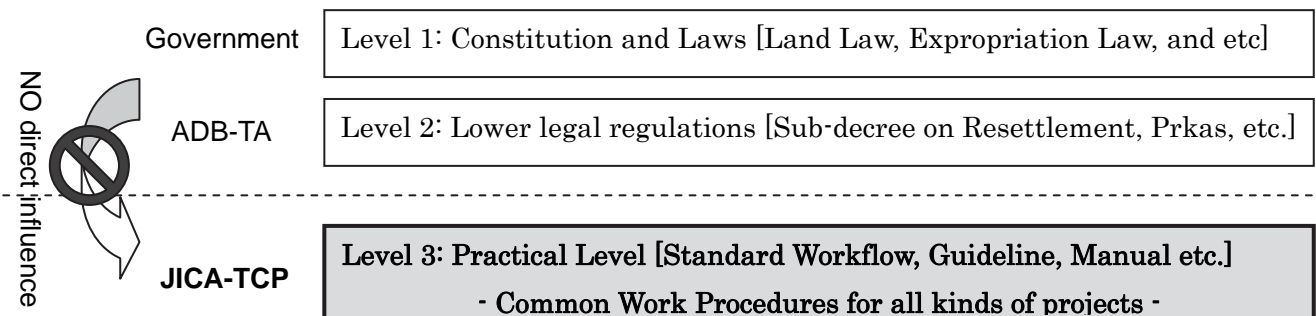 Government
Level 1: Constitution and Laws [Land Law, Expropriation Law, and etc]
NO direct influence
ADB-TA
Level 2: Lower legal regulations [Sub-decree on Resettlement, Prkas, etc.]
JICA-TCP
Level 3: Practical Level [Standard Workflow, Guideline, Manual etc.]
- Common Work Procedures for all kinds of projects -